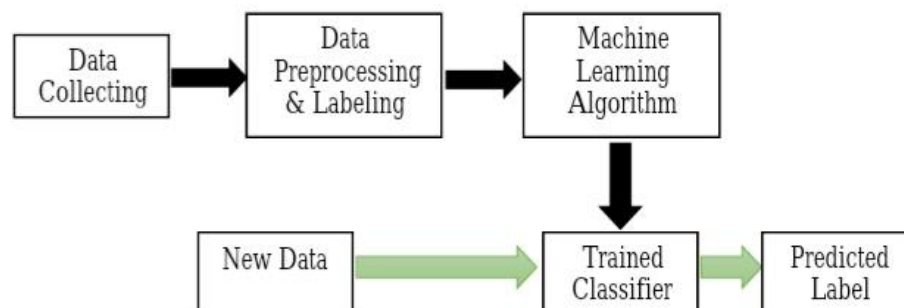 Data
Collecting
Data
Preprocessing
& Labeling
Machine
Learning
Algorithm
New Data
Trained
Classifier
Predicted
Label